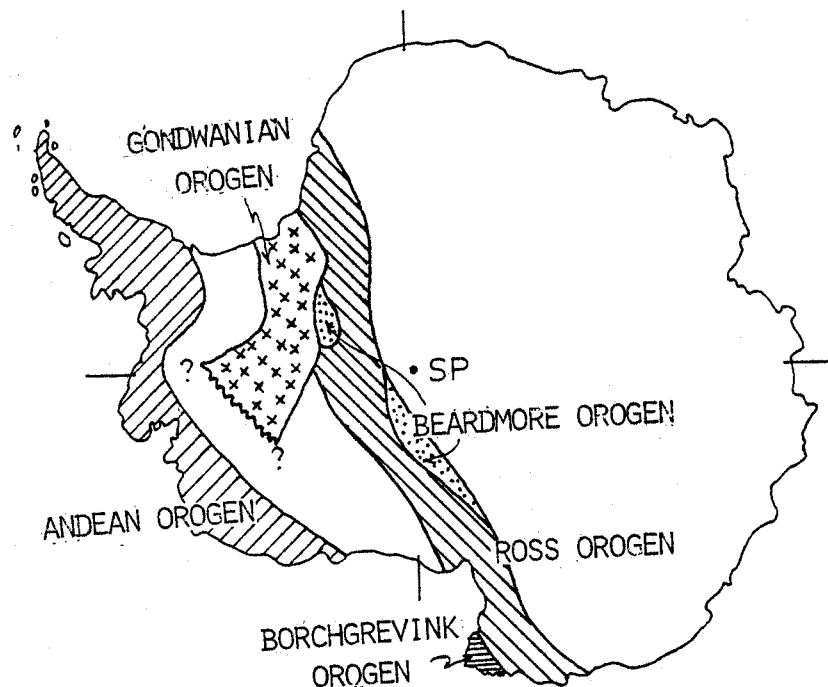 GONDWANIAN
OROGEN
?
SP
BEARDMORE OROGEN
?
ANDEAN OROGEN
ROSS OROGEN
BORCHGREVINK
OROGEN